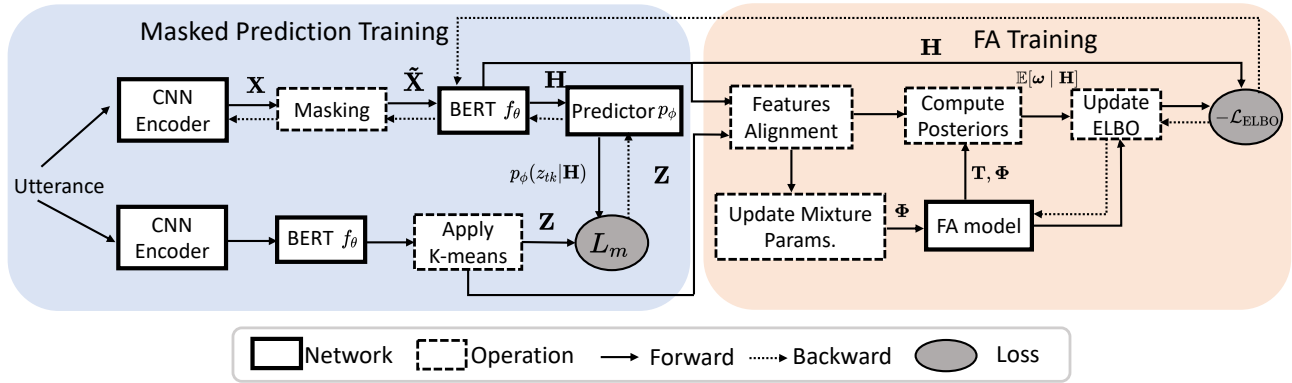 Masked Prediction Training
FA Training
CNN
Encoder
X
Masking
X̃
BERT f_θ
H
Predictor p_ϕ
H
Features
Alignment
Compute
Posteriors
𝔼[ω | H]
Update
ELBO
−ℒ_ELBO
Utterance
p_ϕ(z_tk|H)
Z
T, Φ
CNN
Encoder
BERT f_θ
Apply
K-means
Z
L_m
Update Mixture
Params.
Φ
FA model
Network
Operation
Forward
Backward
Loss